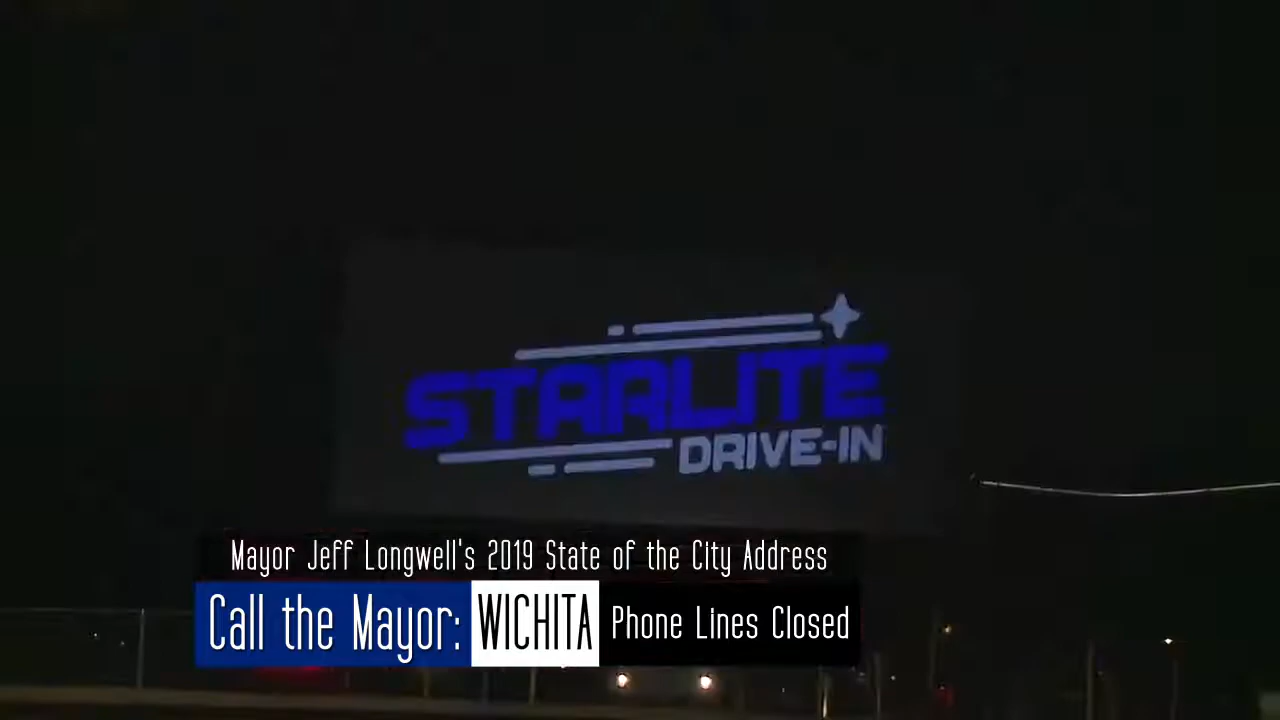 STARLITE
DRIVE-IN
Mayor Jeff Longwell's 2019 State of the City Address
Call the Mayor: WICHITA Phone Lines Closed